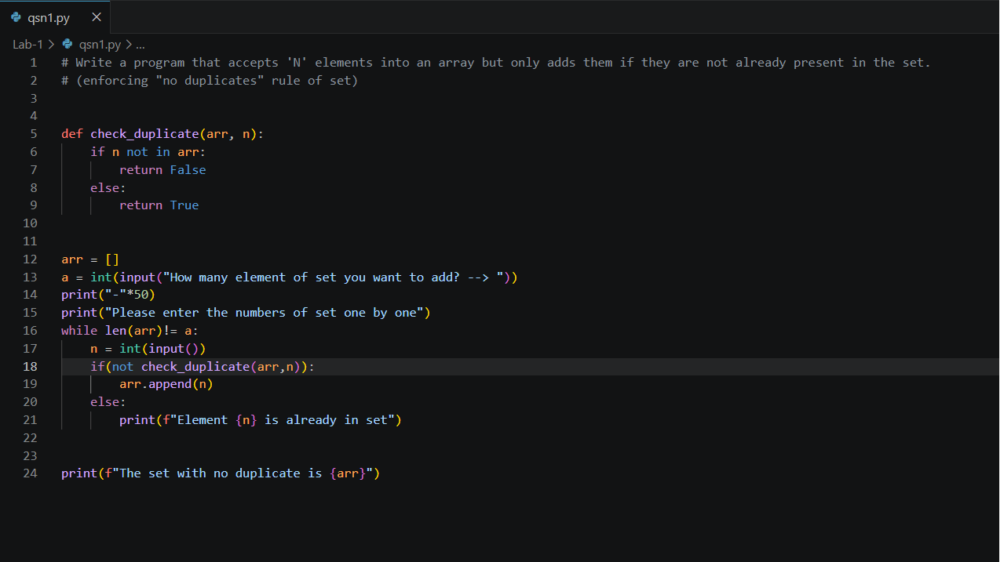 qsn1.py
Lab-1 > qsn1.py > ...
1 # Write a program that accepts 'N' elements into an array but only adds them if they are not already present in the set.
2 # (enforcing "no duplicates" rule of set)
3
4
5 def check_duplicate(arr, n):
6     if n not in arr:
7         return False
8     else:
9         return True
10
11
12 arr = []
13 a = int(input("How many element of set you want to add? --> "))
14 print("-"*50)
15 print("Please enter the numbers of set one by one")
16 while len(arr)!= a:
17     n = int(input())
18     if(not check_duplicate(arr,n)):
19         arr.append(n)
20     else:
21         print(f"Element {n} is already in set")
22
23
24 print(f"The set with no duplicate is {arr}")